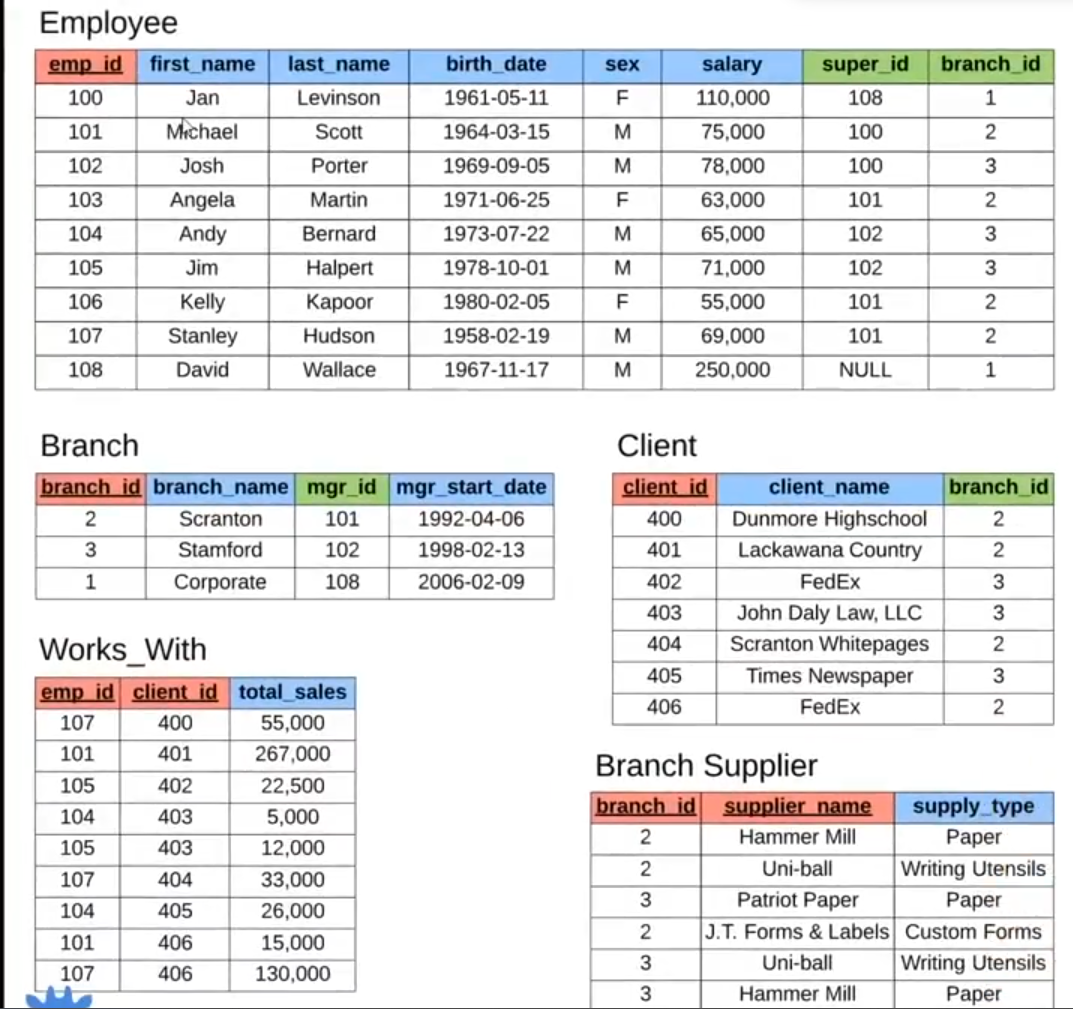 Employee
emp_id first_name last_name birth_date sex salary super_id branch_id
100 Jan Levinson 1961-05-11 F 110,000 108 1
101 Michael Scott 1964-03-15 M 75,000 100 2
102 Josh Porter 1969-09-05 M 78,000 100 3
103 Angela Martin 1971-06-25 F 63,000 101 2
104 Andy Bernard 1973-07-22 M 65,000 102 3
105 Jim Halpert 1978-10-01 M 71,000 102 3
106 Kelly Kapoor 1980-02-05 F 55,000 101 2
107 Stanley Hudson 1958-02-19 M 69,000 101 2
108 David Wallace 1967-11-17 M 250,000 NULL 1
Branch
branch_id branch_name mgr_id mgr_start_date
2 Scranton 101 1992-04-06
3 Stamford 102 1998-02-13
1 Corporate 108 2006-02-09
Client
client_id client_name branch_id
400 Dunmore Highschool 2
401 Lackawana Country 2
402 FedEx 3
403 John Daly Law, LLC 3
404 Scranton Whitepages 2
405 Times Newspaper 3
406 FedEx 2
Works_With
emp_id client_id total_sales
107 400 55,000
101 401 267,000
105 402 22,500
104 403 5,000
105 403 12,000
107 404 33,000
104 405 26,000
101 406 15,000
107 406 130,000
Branch Supplier
branch_id supplier_name supply_type
2 Hammer Mill Paper
2 Uni-ball Writing Utensils
3 Patriot Paper Paper
2 J.T. Forms & Labels Custom Forms
3 Uni-ball Writing Utensils
3 Hammer Mill Paper